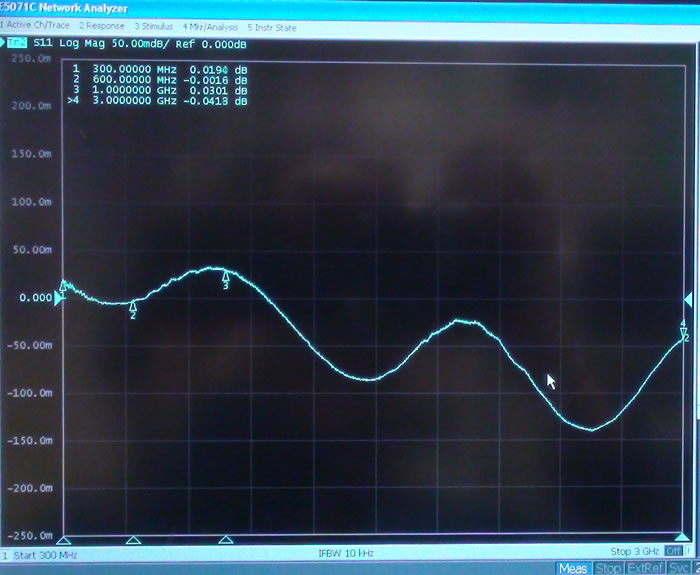 E5071C Network Analyzer
1 Active Ch/Trace 2 Response 3 Stimulus 4 Mkr/Analysis 5 Instr State
Tr2 S11 Log Mag 50.00mdB/ Ref 0.000dB
250.0m
1 300.00000 MHz 0.0194 dB
2 600.00000 MHz -0.0016 dB
3 1.0000000 GHz 0.0301 dB
>4 3.0000000 GHz -0.0413 dB
200.0m
150.0m
100.0m
50.00m
0.000
-50.00m
-100.0m
-150.0m
-200.0m
-250.0m
1
2
3
4
2
1 Start 300 MHz IFBW 10 kHz Stop 3 GHz Off !
Meas Stop ExtRef Svc